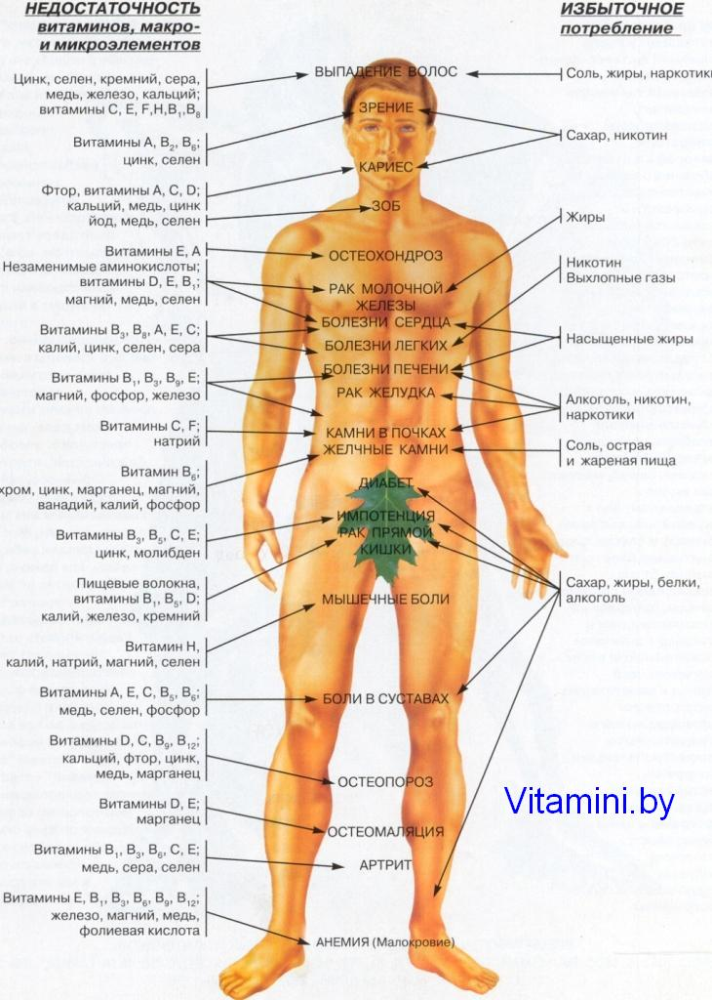 НЕДОСТАТОЧНОСТЬ
витаминов, макро-
и микроэлементов
Цинк, селен, кремний, сера,
медь, железо, кальций;
витамины С, Е, F,H,B₁,B₈
Витамины А, В₂, В₆;
цинк, селен
Фтор, витамины А, С, D;
кальций, медь, цинк
йод, медь, селен
Витамины Е, А
Незаменимые аминокислоты;
витамины D, Е, В₁;
магний, медь, селен
Витамины В₃, В₈, А, Е, С;
калий, цинк, селен, сера
Витамины В₁, В₃, В₉, Е;
магний, фосфор, железо
Витамины С, F;
натрий
Витамин В₆;
хром, цинк, марганец, магний,
ванадий, калий, фосфор
Витамины В₃, В₅, С, Е;
цинк, молибден
Пищевые волокна,
витамины В₁, В₅, D;
калий, железо, кремний
Витамин Н,
калий, натрий, магний, селен
Витамины А, Е, С, В₅, В₆;
медь, селен, фосфор
Витамины D, С, В₉, В₁₂;
кальций, фтор, цинк,
медь, марганец
Витамины D, Е;
марганец
Витамины В₁, В₃, В₆, С, Е;
медь, сера, селен
Витамины Е, В₁, В₃, В₆, В₉, В₁₂;
железо, магний, медь,
фолиевая кислота
ВЫПАДЕНИЕ ВОЛОС
ЗРЕНИЕ
КАРИЕС
ЗОБ
ОСТЕОХОНДРОЗ
РАК МОЛОЧНОЙ
ЖЕЛЕЗЫ
БОЛЕЗНИ СЕРДЦА
БОЛЕЗНИ ЛЕГКИХ
БОЛЕЗНИ ПЕЧЕНИ
РАК ЖЕЛУДКА
КАМНИ В ПОЧКАХ
ЖЕЛЧНЫЕ КАМНИ
ДИАБЕТ
ИМПОТЕНЦИЯ
РАК ПРЯМОЙ
КИШКИ
МЫШЕЧНЫЕ БОЛИ
БОЛИ В СУСТАВАХ
ОСТЕОПОРОЗ
ОСТЕОМАЛЯЦИЯ
АРТРИТ
АНЕМИЯ (Малокровие)
ИЗБЫТОЧНОЕ
потребление
Соль, жиры, наркотики
Сахар, никотин
Жиры
Никотин
Выхлопные газы
Насыщенные жиры
Алкоголь, никотин,
наркотики
Соль, острая
и жареная пища
Сахар, жиры, белки,
алкоголь
Vitamini.by